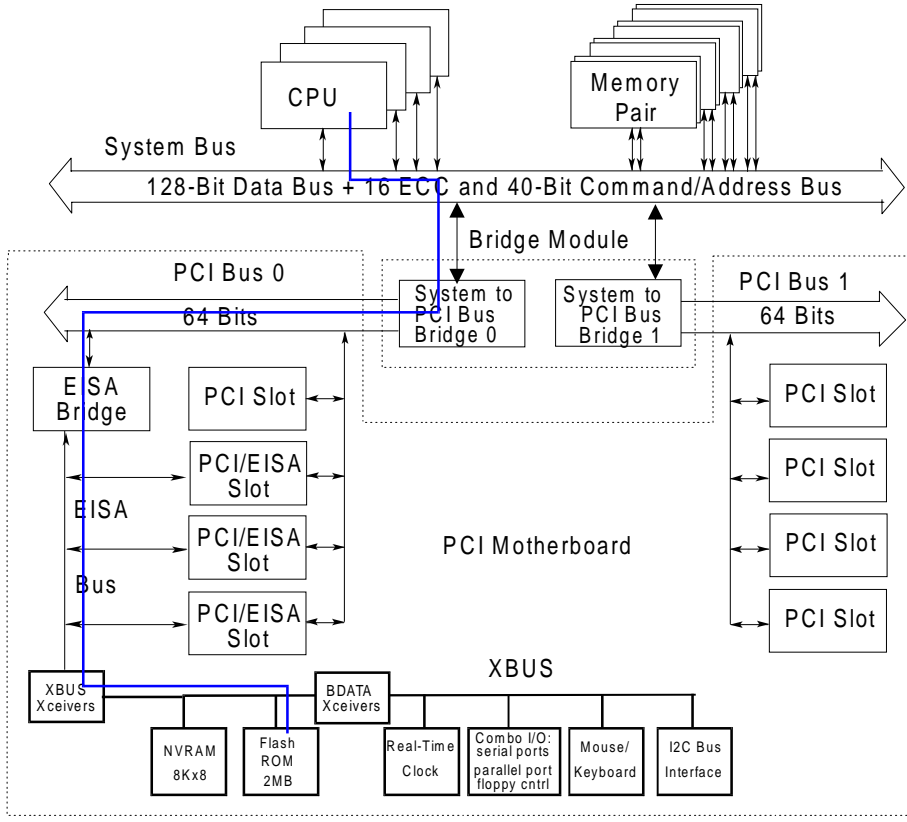 CPU
Memory
Pair
System Bus
128-Bit Data Bus + 16 ECC and 40-Bit Command/Address Bus
Bridge Module
PCI Bus 0
64 Bits
System to
PCI Bus
Bridge 0
System to
PCI Bus
Bridge 1
PCI Bus 1
64 Bits
EISA
Bridge
PCI Slot
PCI/EISA
Slot
PCI/EISA
Slot
PCI/EISA
Slot
EISA
Bus
PCI Motherboard
PCI Slot
PCI Slot
PCI Slot
PCI Slot
XBUS
XBUS
Xceivers
BDATA
Xceivers
NVRAM
8Kx8
Flash
ROM
2MB
Real-Time
Clock
Combo I/O:
serial ports
parallel port
floppy cntrl
Mouse/
Keyboard
I2C Bus
Interface